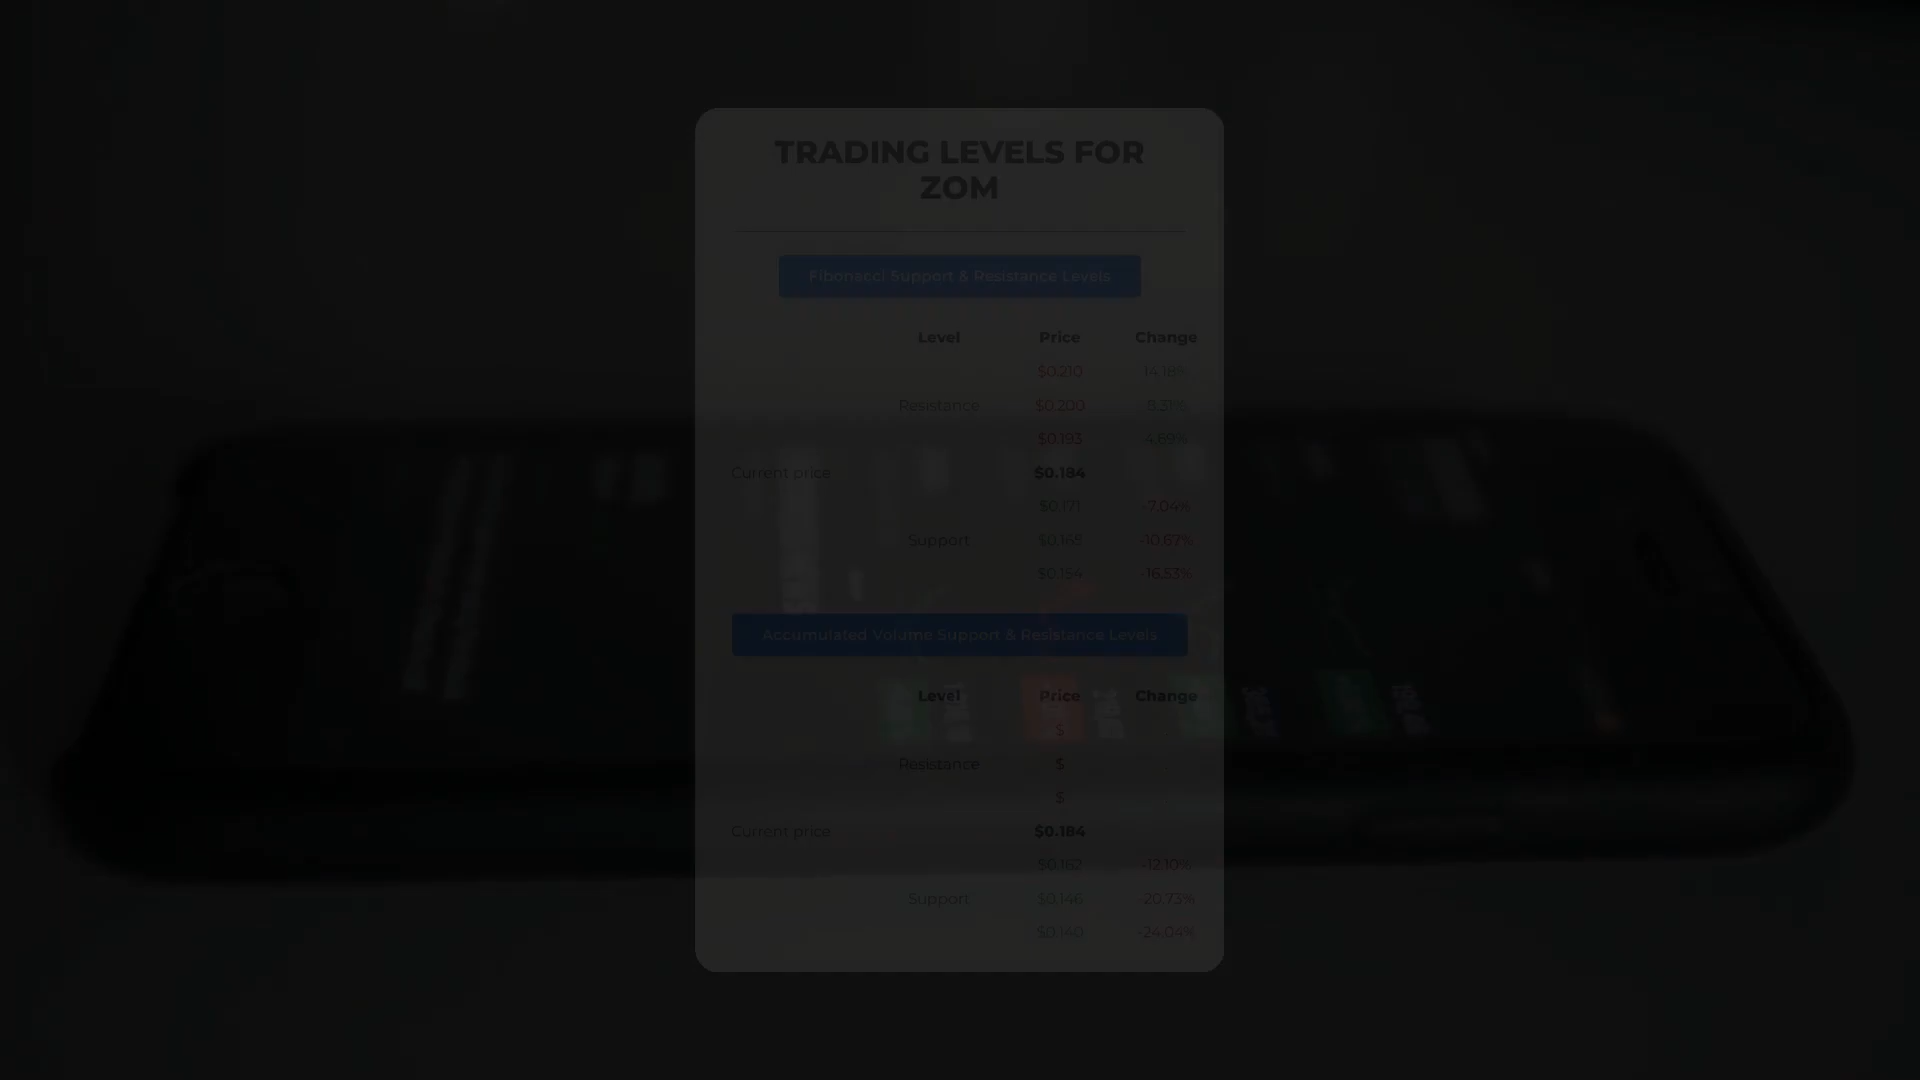 TRADING LEVELS FOR
ZOM
Fibonacci Support & Resistance Levels
Level Price Change
$0.210 14.18%
Resistance $0.200 8.31%
$0.193 4.69%
Current price $0.184
$0.171 -7.04%
Support $0.165 -10.67%
$0.154 -16.53%
Accumulated Volume Support & Resistance Levels
Level Price Change
$
Resistance $
$
Current price $0.184
$0.162 -12.10%
Support $0.146 -20.73%
$0.140 -24.04%